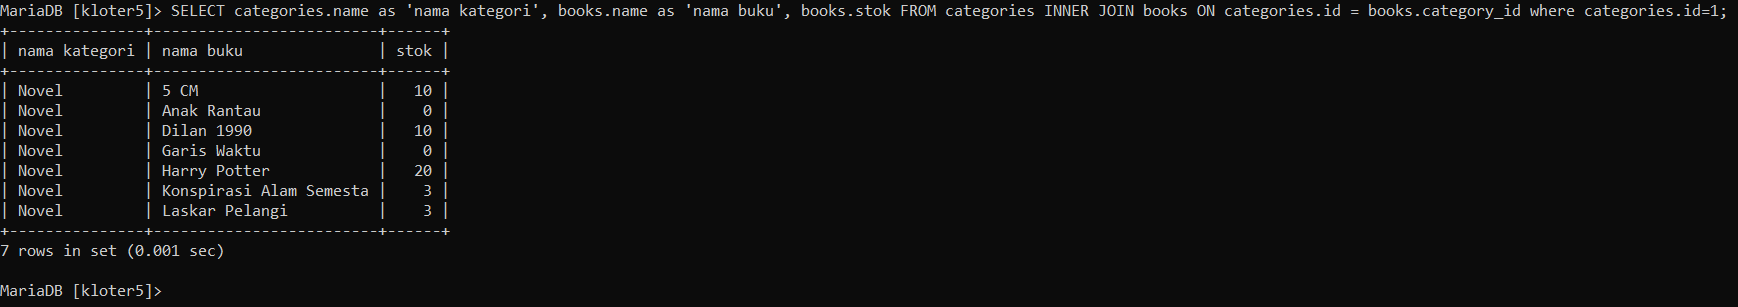 MariaDB [kloter5]> SELECT categories.name as 'nama kategori', books.name as 'nama buku', books.stok FROM categories INNER JOIN books ON categories.id = books.category_id where categories.id=1;
+---------------+-------------------------+------+
| nama kategori | nama buku               | stok |
+---------------+-------------------------+------+
| Novel         | 5 CM                    |   10 |
| Novel         | Anak Rantau             |    0 |
| Novel         | Dilan 1990              |   10 |
| Novel         | Garis Waktu             |    0 |
| Novel         | Harry Potter            |   20 |
| Novel         | Konspirasi Alam Semesta |    3 |
| Novel         | Laskar Pelangi          |    3 |
+---------------+-------------------------+------+
7 rows in set (0.001 sec)
MariaDB [kloter5]>